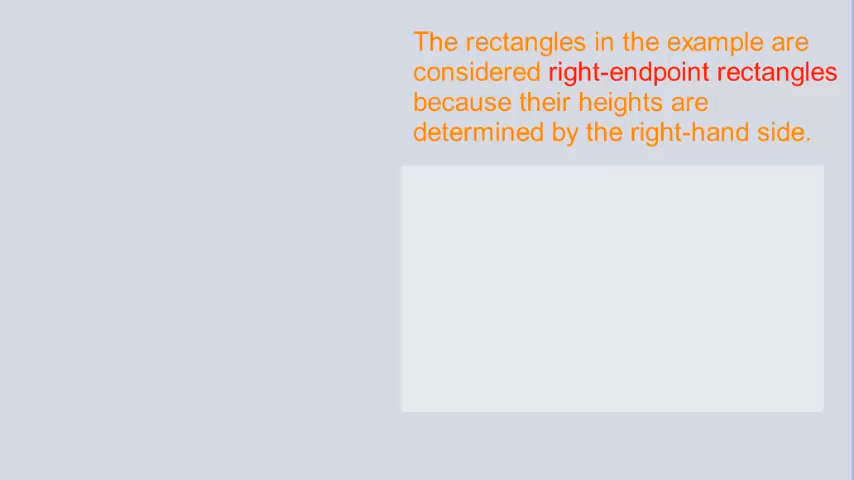 The rectangles in the example are
considered right-endpoint rectangles
because their heights are
determined by the right-hand side.